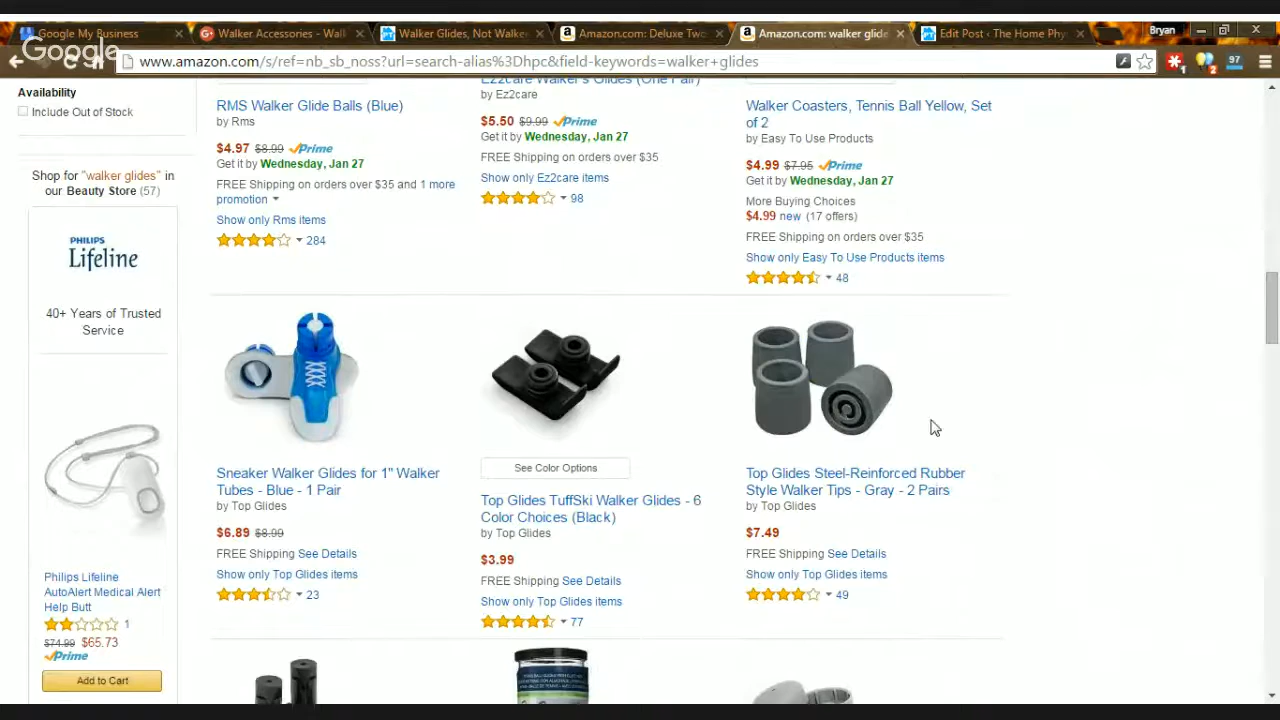 Google My Business
Walker Accessories - Wal
Walker Glides, Not Walke
Amazon.com: Deluxe Two
Amazon.com: walker glide
Edit Post ‹ The Home Phy
Bryan
Google
www.amazon.com/s/ref=nb_sb_noss?url=search-alias%3Dhpc&field-keywords=walker+glides
97
1
2
Availability
Include Out of Stock
Shop for "walker glides" in
our Beauty Store (57)
PHILIPS
Lifeline
40+ Years of Trusted
Service
Philips Lifeline
AutoAlert Medical Alert
Help Butt
1
$74.99 $65.73
Prime
Add to Cart
RMS Walker Glide Balls (Blue)
by Rms
$4.97 $8.99 Prime
Get it by Wednesday, Jan 27
FREE Shipping on orders over $35 and 1 more
promotion
Show only Rms items
284
Ez2care Walker's Glides (One Pair)
by Ez2care
$5.50 $9.99 Prime
Get it by Wednesday, Jan 27
FREE Shipping on orders over $35
Show only Ez2care items
98
Walker Coasters, Tennis Ball Yellow, Set
of 2
by Easy To Use Products
$4.99 $7.95 Prime
Get it by Wednesday, Jan 27
More Buying Choices
$4.99 new (17 offers)
FREE Shipping on orders over $35
Show only Easy To Use Products items
48
Sneaker Walker Glides for 1" Walker
Tubes - Blue - 1 Pair
by Top Glides
$6.89 $8.99
FREE Shipping See Details
Show only Top Glides items
23
See Color Options
Top Glides TuffSki Walker Glides - 6
Color Choices (Black)
by Top Glides
$3.99
FREE Shipping See Details
Show only Top Glides items
77
Top Glides Steel-Reinforced Rubber
Style Walker Tips - Gray - 2 Pairs
by Top Glides
$7.49
FREE Shipping See Details
Show only Top Glides items
49